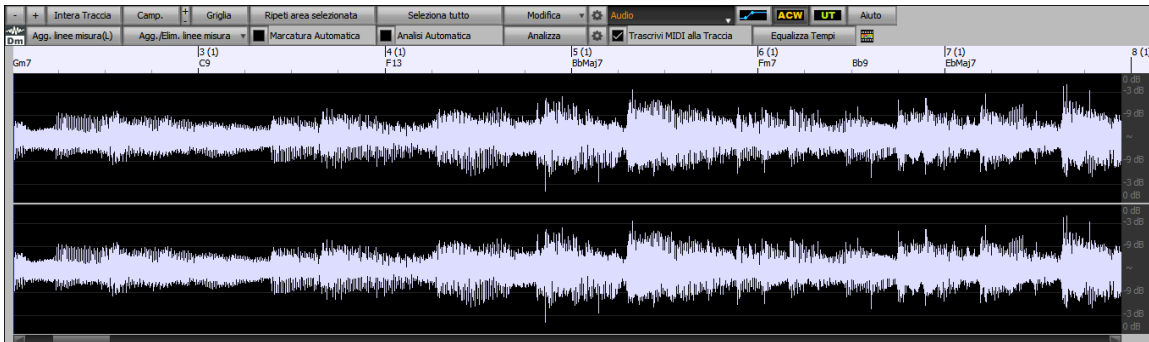 - + Intera Traccia Camp. + - Griglia Ripeti area selezionata Seleziona tutto Modifica Audio ACW UT Aiuto
Dm Agg. linee misura(L) Agg./Elim. linee misura Marcatura Automatica Analisi Automatica Analizza Trascrivi MIDI alla Traccia Equalizza Tempi
3 (1) 4 (1) 5 (1) 6 (1) 7 (1) 8 (1)
Gm7 C9 F13 BbMaj7 Fm7 Bb9 EbMaj7
0 dB
-3 dB
-9 dB
~
-9 dB
-3 dB
0 dB
0 dB
-3 dB
-9 dB
~
-9 dB
-3 dB
0 dB